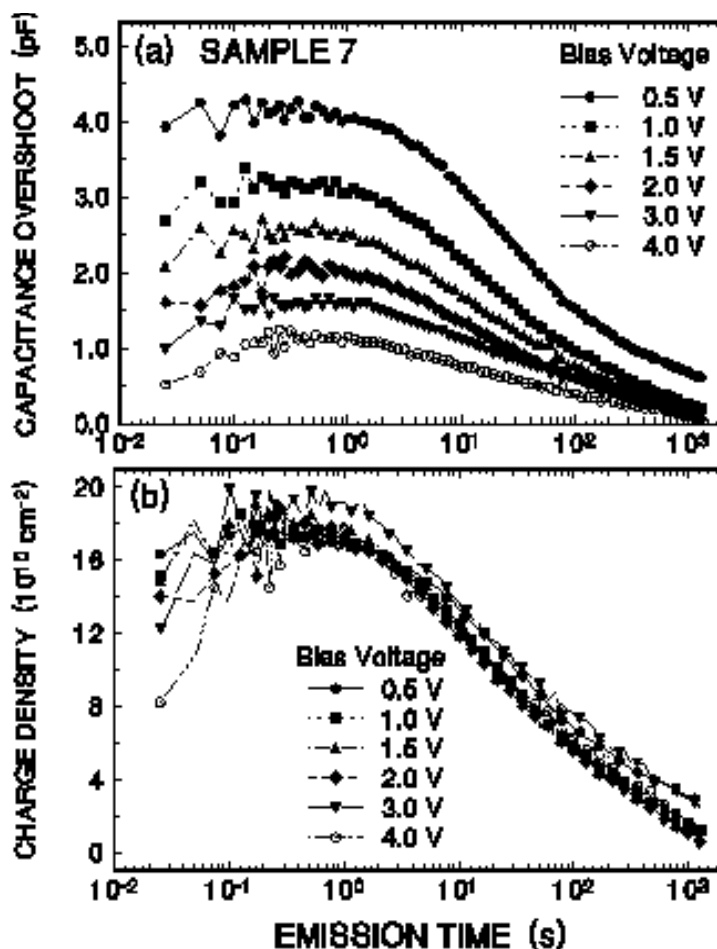 (a) SAMPLE 7
Bias Voltage
0.5 V
1.0 V
1.5 V
2.0 V
3.0 V
4.0 V
CAPACITANCE OVERSHOOT (pF)
5.0
4.0
3.0
2.0
1.0
0.0
10⁻² 10⁻¹ 10⁰ 10¹ 10² 10³
(b)
Bias Voltage
0.5 V
1.0 V
1.5 V
2.0 V
3.0 V
4.0 V
CHARGE DENSITY (10¹⁰ cm⁻²)
20
16
12
8
4
0
10⁻² 10⁻¹ 10⁰ 10¹ 10² 10³
EMISSION TIME (s)